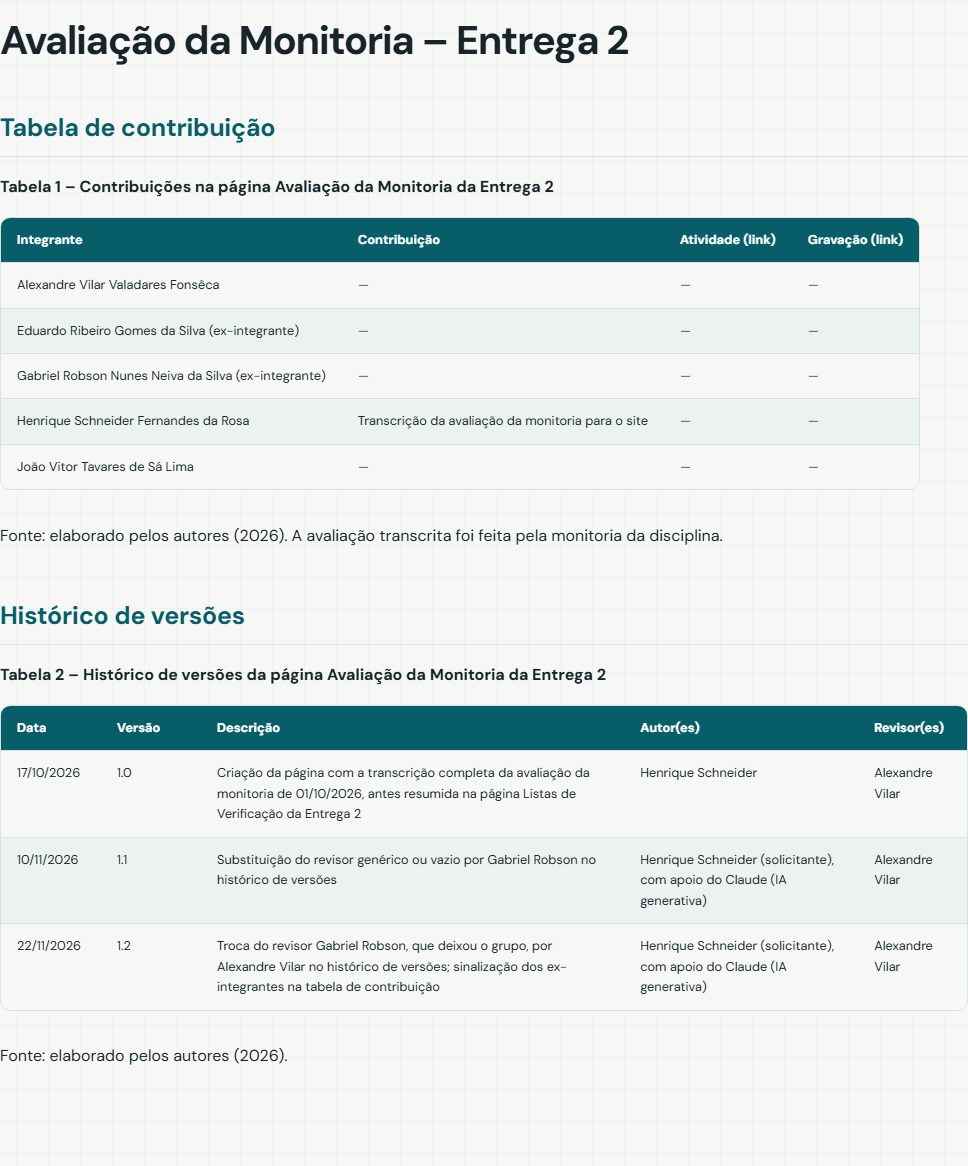 Avaliação da Monitoria – Entrega 2
Tabela de contribuição
Tabela 1 – Contribuições na página Avaliação da Monitoria da Entrega 2
Integrante Contribuição Atividade (link) Gravação (link)
Alexandre Vilar Valadares Fonsêca — — —
Eduardo Ribeiro Gomes da Silva (ex-integrante) — — —
Gabriel Robson Nunes Neiva da Silva (ex-integrante) — — —
Henrique Schneider Fernandes da Rosa Transcrição da avaliação da monitoria para o site — —
João Vitor Tavares de Sá Lima — — —
Fonte: elaborado pelos autores (2026). A avaliação transcrita foi feita pela monitoria da disciplina.
Histórico de versões
Tabela 2 – Histórico de versões da página Avaliação da Monitoria da Entrega 2
Data Versão Descrição Autor(es) Revisor(es)
17/10/2026 1.0 Criação da página com a transcrição completa da avaliação da Henrique Schneider Alexandre
monitoria de 01/10/2026, antes resumida na página Listas de Vilar
Verificação da Entrega 2
10/11/2026 1.1 Substituição do revisor genérico ou vazio por Gabriel Robson no Henrique Schneider (solicitante), Alexandre
histórico de versões com apoio do Claude (IA Vilar
generativa)
22/11/2026 1.2 Troca do revisor Gabriel Robson, que deixou o grupo, por Henrique Schneider (solicitante), Alexandre
Alexandre Vilar no histórico de versões; sinalização dos ex- com apoio do Claude (IA Vilar
integrantes na tabela de contribuição generativa)
Fonte: elaborado pelos autores (2026).